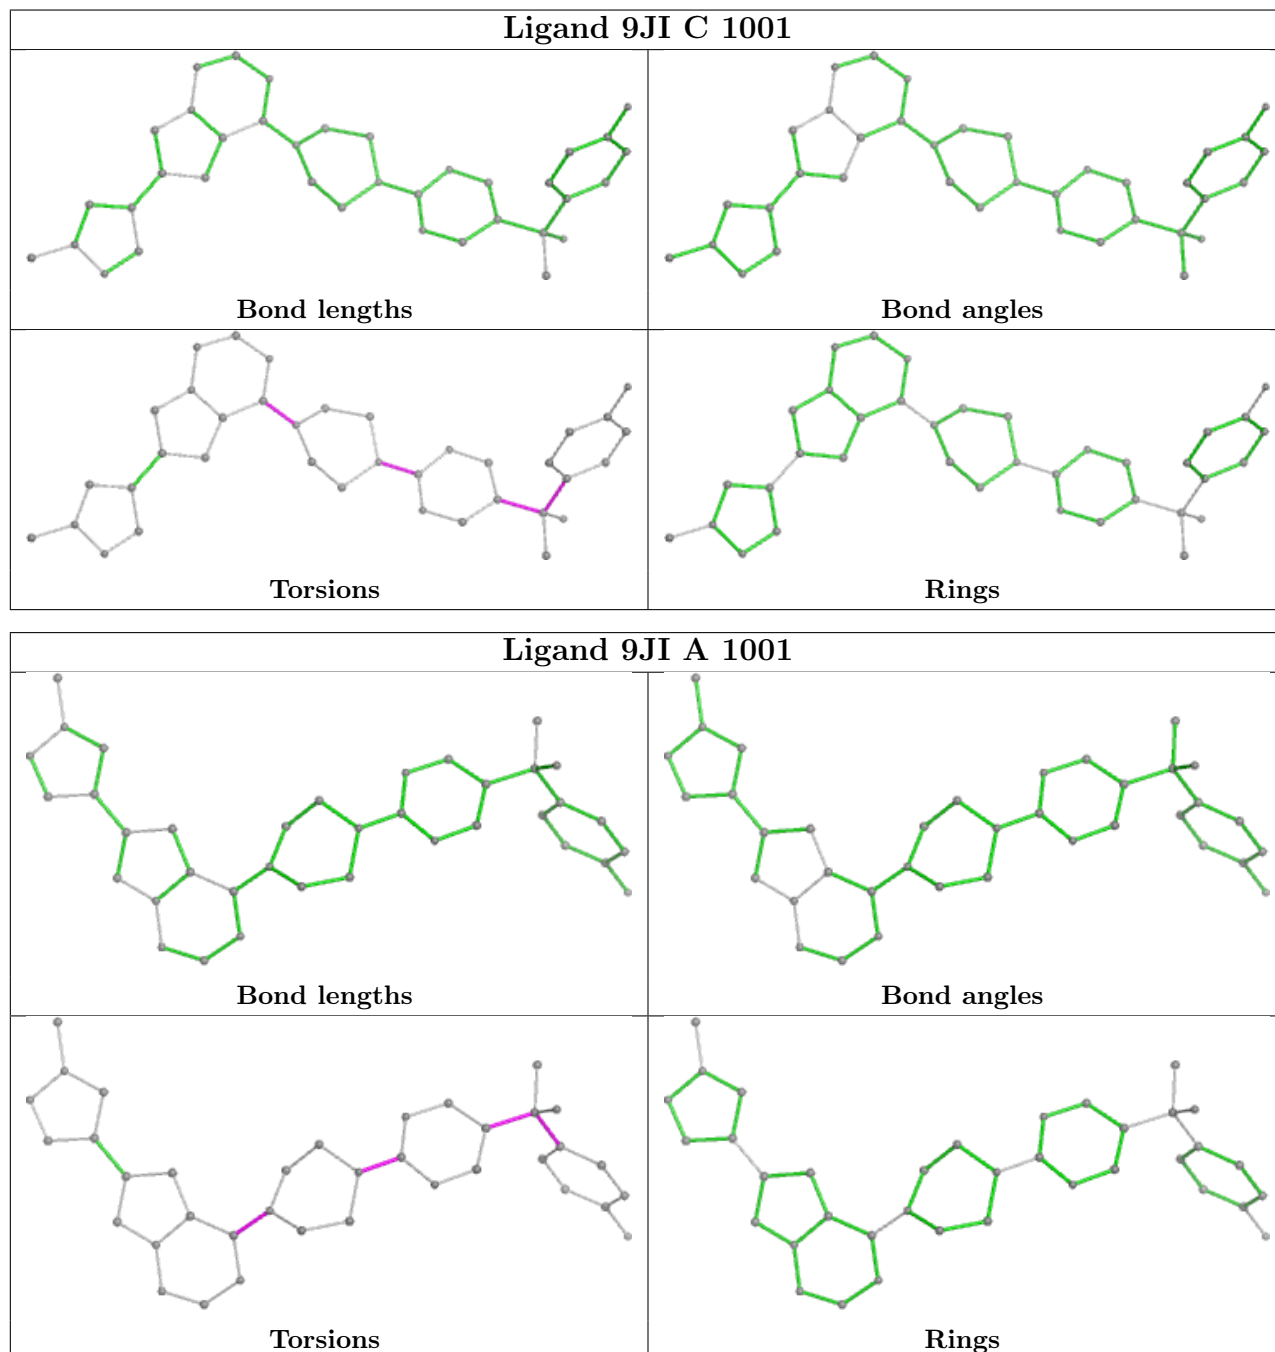 Ligand 9JI C 1001
Bond lengths
Bond angles
Torsions
Rings
Ligand 9JI A 1001
Bond lengths
Bond angles
Torsions
Rings